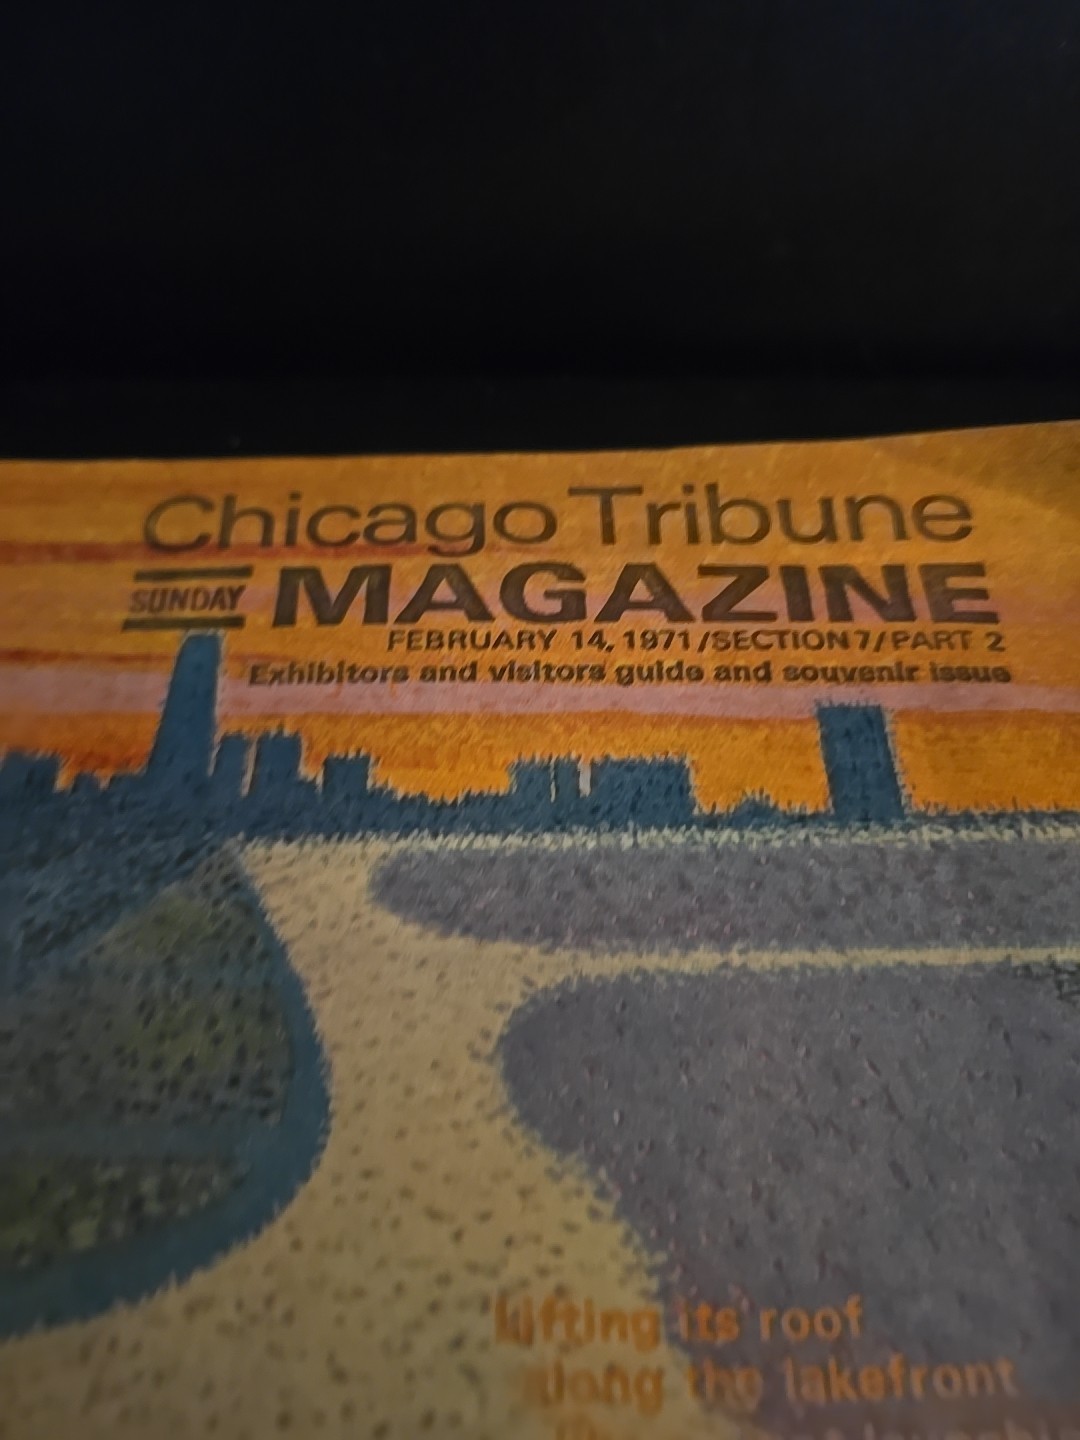 Chicago Tribune
SUNDAY MAGAZINE
FEBRUARY 14, 1971/SECTION 7/PART 2
Exhibitors and visitors guide and souvenir issue
Lifting its roof
along the lakefront